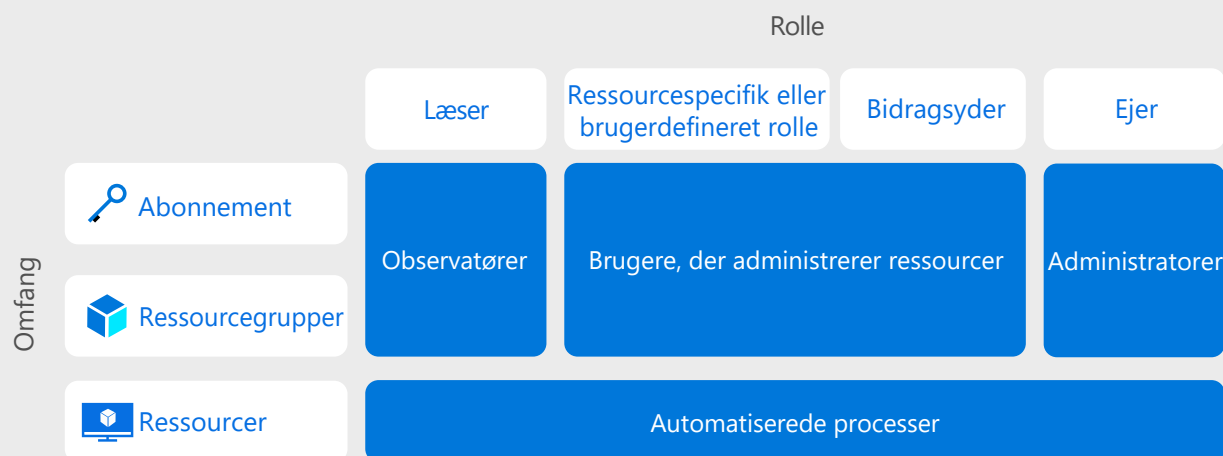 Rolle
Læser
Ressourcespecifik eller
brugerdefineret rolle
Bidragsyder
Ejer
Omfang
Abonnement
Observatører
Brugere, der administrerer ressourcer
Administratorer
Ressourcegrupper
Ressourcer
Automatiserede processer